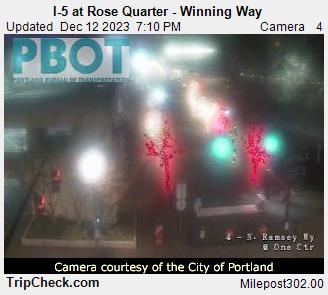 I-5 at Rose Quarter - Winning Way
Updated Dec 12 2023 7:10 PM Camera 4
PBOT
PORTLAND BUREAU OF TRANSPORTATION
4 - N. Ramsey Wy
@ One Ctr
Camera courtesy of the City of Portland
TripCheck.com Milepost302.00